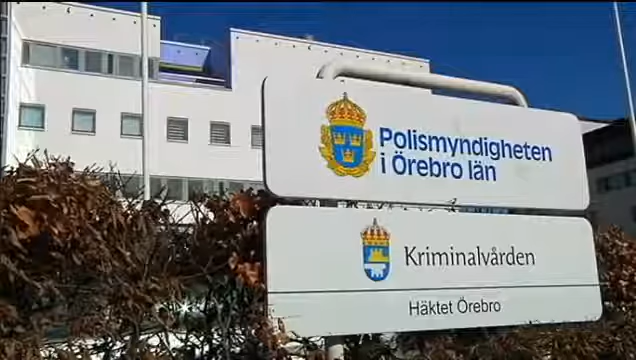 Polismyndigheten
i Örebro län
Kriminalvården
Häktet Örebro